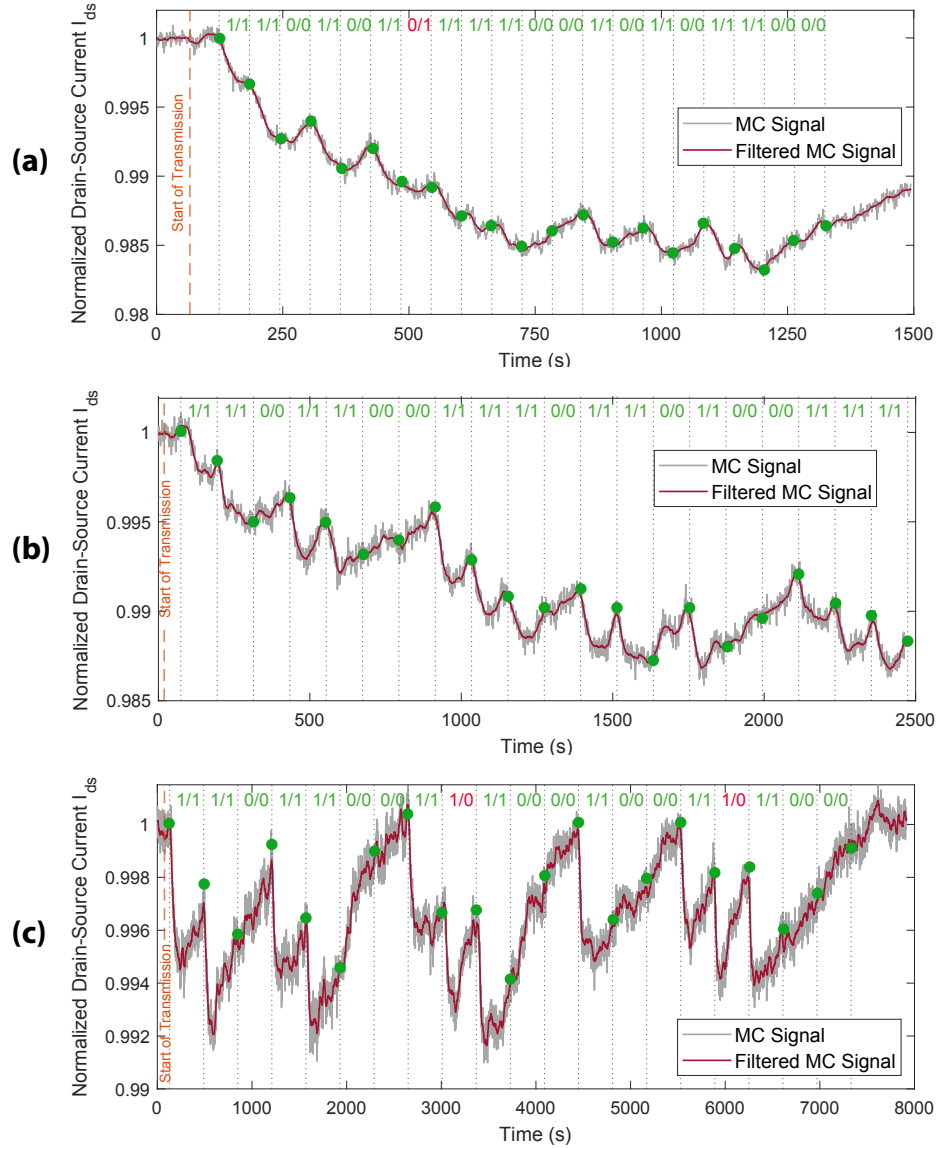 1/1 1/1 0/0 1/1 0/0 1/1 0/1 1/1 1/1 1/1 0/0 0/0 1/1 0/0 1/1 0/0 1/1 1/1 0/0 0/0
(a)
Normalized Drain-Source Current I_ds
1
0.995
0.99
0.985
0.98
Start of Transmission
MC Signal
Filtered MC Signal
0 250 500 750 1000 1250 1500
Time (s)
1/1 1/1 0/0 1/1 1/1 0/0 0/0 1/1 1/1 1/1 0/0 1/1 1/1 0/0 1/1 0/0 0/0 1/1 1/1 1/1
(b)
Normalized Drain-Source Current I_ds
1
0.995
0.99
0.985
Start of Transmission
MC Signal
Filtered MC Signal
0 500 1000 1500 2000 2500
Time (s)
1/1 1/1 0/0 1/1 1/1 0/0 0/0 1/1 1/0 1/1 0/0 0/0 1/1 0/0 0/0 1/1 1/0 1/1 0/0 0/0
(c)
Normalized Drain-Source Current I_ds
1
0.998
0.996
0.994
0.992
0.99
Start of Transmission
MC Signal
Filtered MC Signal
0 1000 2000 3000 4000 5000 6000 7000 8000
Time (s)